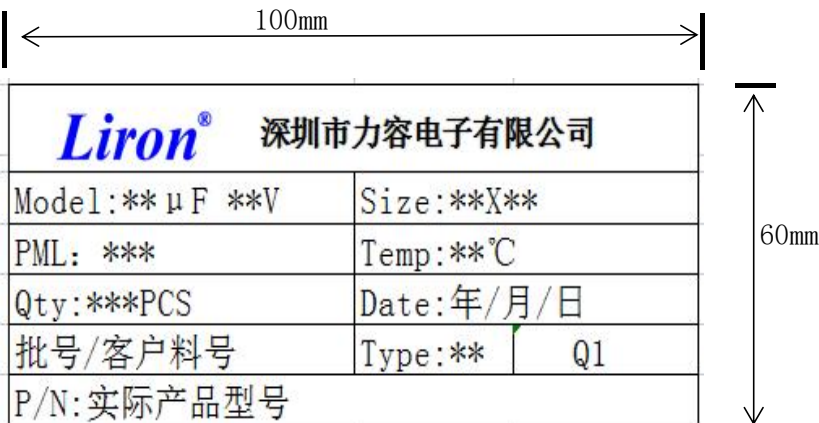 100mm
Liron® 深圳市力容电子有限公司
Model:**μF **V Size:**X**
PML：*** Temp:**℃
60mm
Qty:***PCS Date:年/月/日
批号/客户料号 Type:** Q1
P/N:实际产品型号